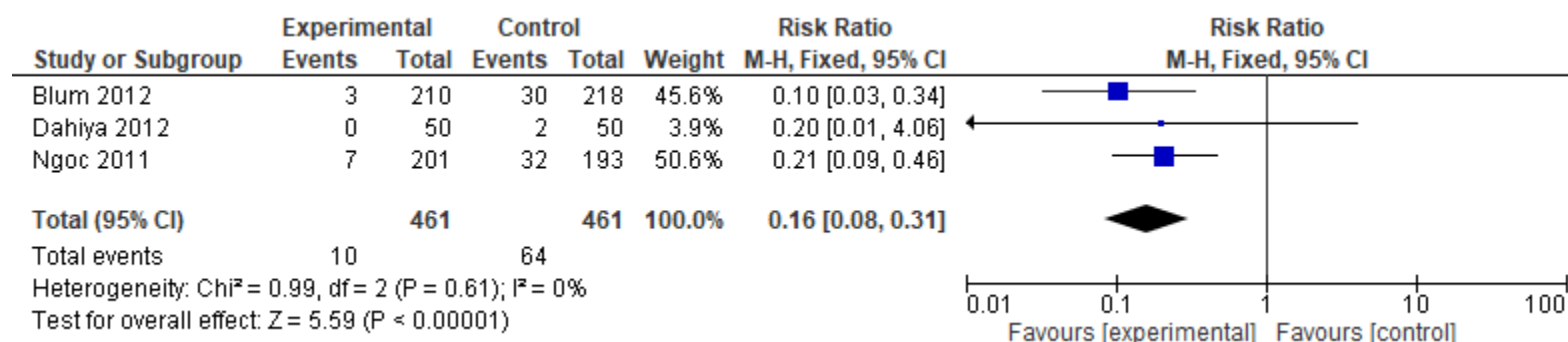 Experimental Control Risk Ratio Risk Ratio
Study or Subgroup Events Total Events Total Weight M-H, Fixed, 95% CI M-H, Fixed, 95% CI
Blum 2012 3 210 30 218 45.6% 0.10 [0.03, 0.34]
Dahiya 2012 0 50 2 50 3.9% 0.20 [0.01, 4.06]
Ngoc 2011 7 201 32 193 50.6% 0.21 [0.09, 0.46]
Total (95% CI) 461 461 100.0% 0.16 [0.08, 0.31]
Total events 10 64
Heterogeneity: Chi² = 0.99, df = 2 (P = 0.61); I² = 0%
Test for overall effect: Z = 5.59 (P < 0.00001)
0.01 0.1 1 10 100
Favours [experimental] Favours [control]